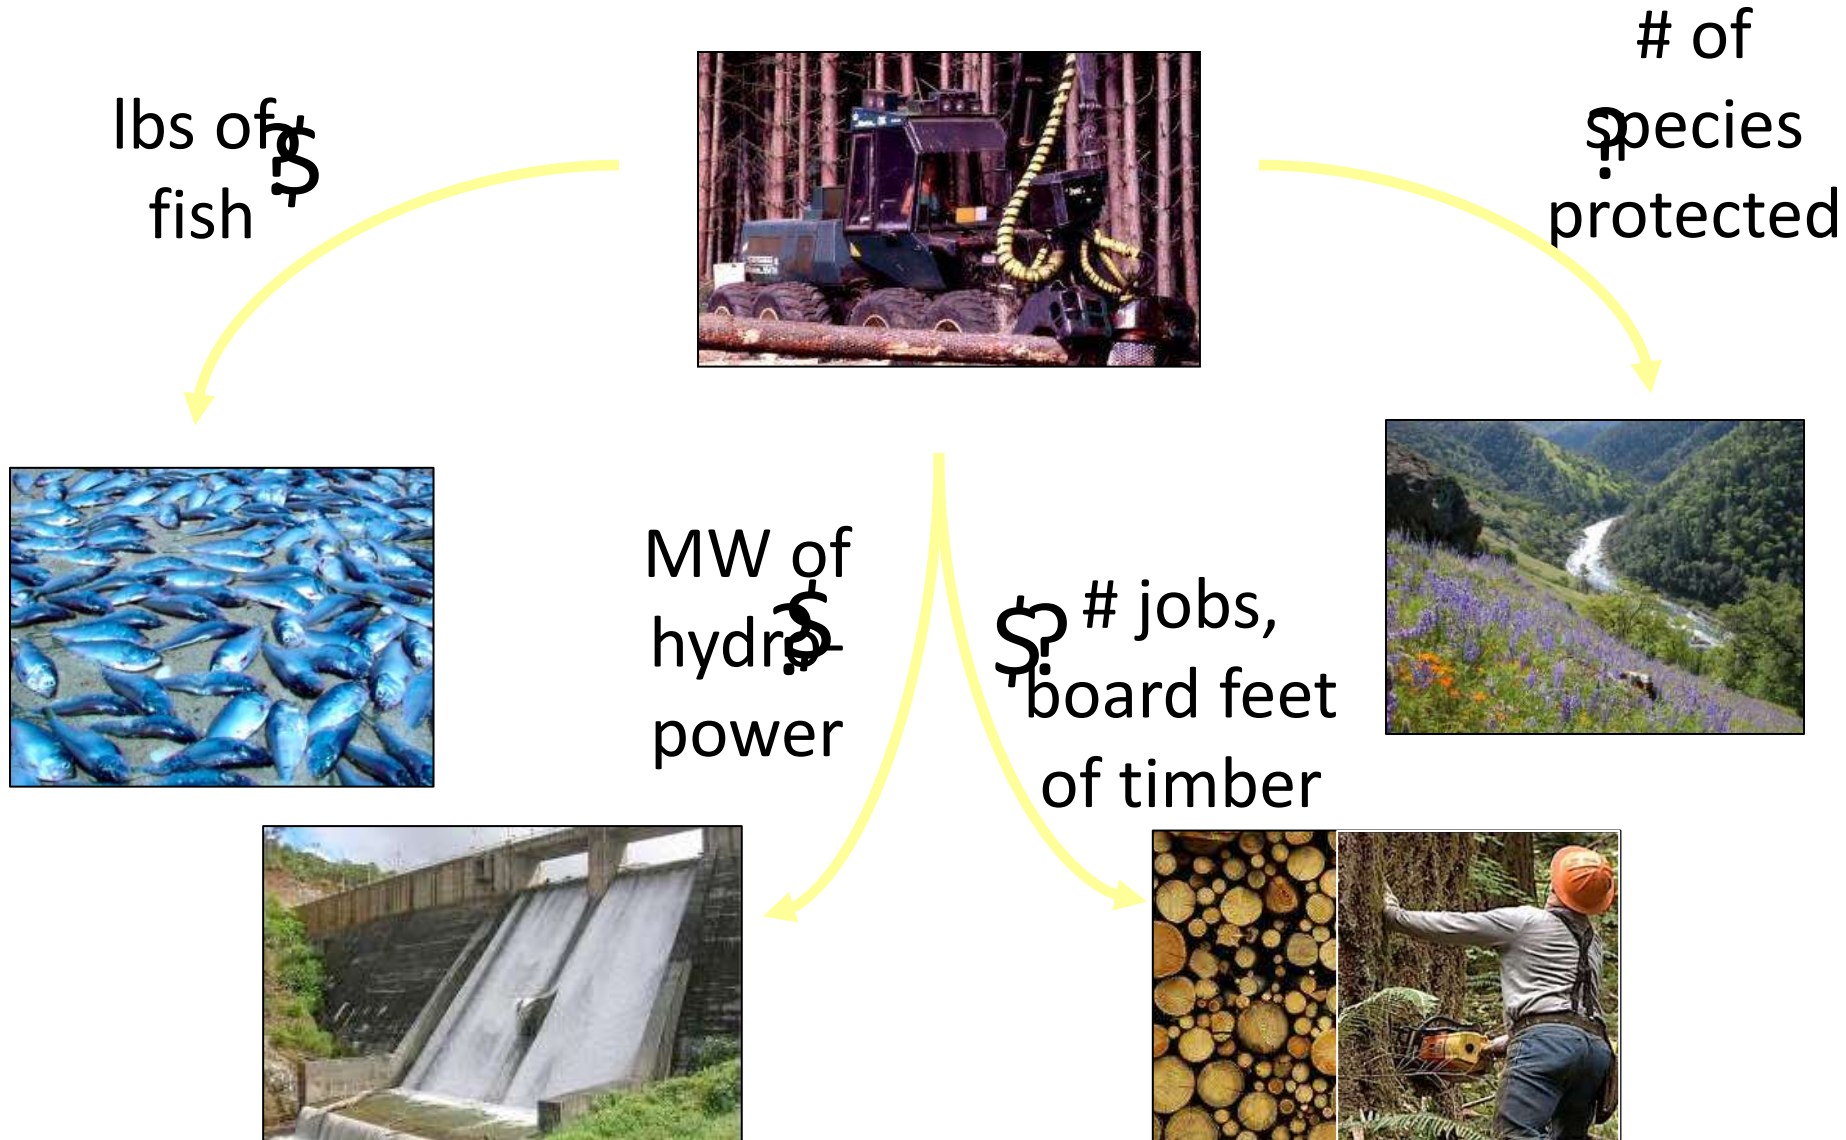 lbs of
fish
$
?
# of
species
protected
?
MW of
hydro-
power
$
?
$?
# jobs,
board feet
of timber